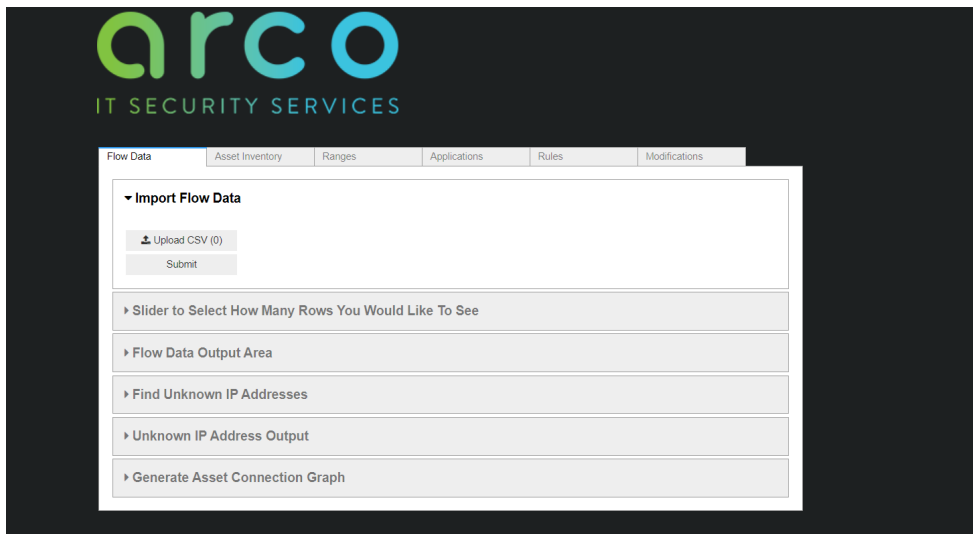 arco
IT SECURITY SERVICES
Flow Data Asset Inventory Ranges Applications Rules Modifications
Import Flow Data
Upload CSV (0)
Submit
Slider to Select How Many Rows You Would Like To See
Flow Data Output Area
Find Unknown IP Addresses
Unknown IP Address Output
Generate Asset Connection Graph